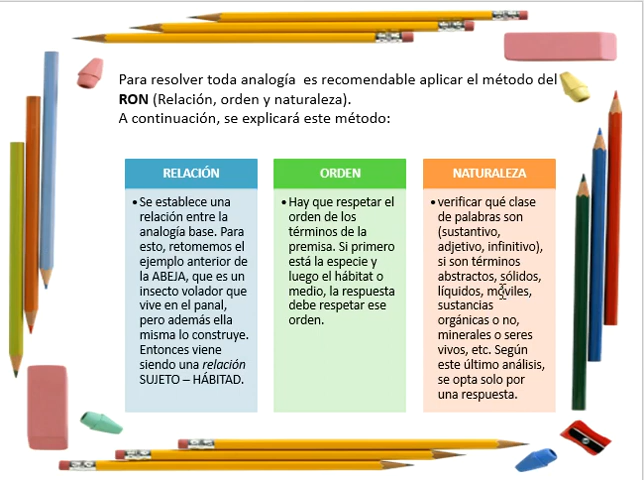 Para resolver toda analogía  es recomendable aplicar el método del
RON (Relación, orden y naturaleza).
A continuación, se explicará este método:
RELACIÓN
• Se establece una
relación entre la
analogía base. Para
esto, retomemos el
ejemplo anterior de
la ABEJA, que es un
insecto volador que
vive en el panal,
pero además ella
misma lo construye.
Entonces viene
siendo una relación
SUJETO – HÁBITAD.
ORDEN
• Hay que respetar el
orden de los
términos de la
premisa. Si primero
está la especie y
luego el hábitat o
medio, la respuesta
debe respetar ese
orden.
NATURALEZA
• verificar qué clase
de palabras son
(sustantivo,
adjetivo, infinitivo),
si son términos
abstractos, sólidos,
líquidos, móviles,
sustancias
orgánicas o no,
minerales o seres
vivos, etc. Según
este último análisis,
se opta solo por
una respuesta.